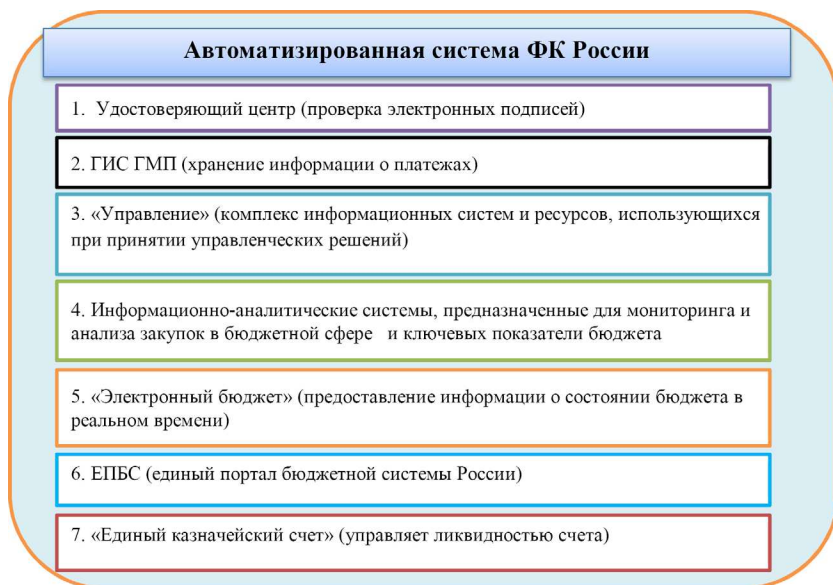 Автоматизированная система ФК России
1. Удостоверяющий центр (проверка электронных подписей)
2. ГИС ГМП (хранение информации о платежах)
3. «Управление» (комплекс информационных систем и ресурсов, использующихся
при принятии управленческих решений)
4. Информационно-аналитические системы, предназначенные для мониторинга и
анализа закупок в бюджетной сфере и ключевых показатели бюджета
5. «Электронный бюджет» (предоставление информации о состоянии бюджета в
реальном времени)
6. ЕПБС (единый портал бюджетной системы России)
7. «Единый казначейский счет» (управляет ликвидностью счета)